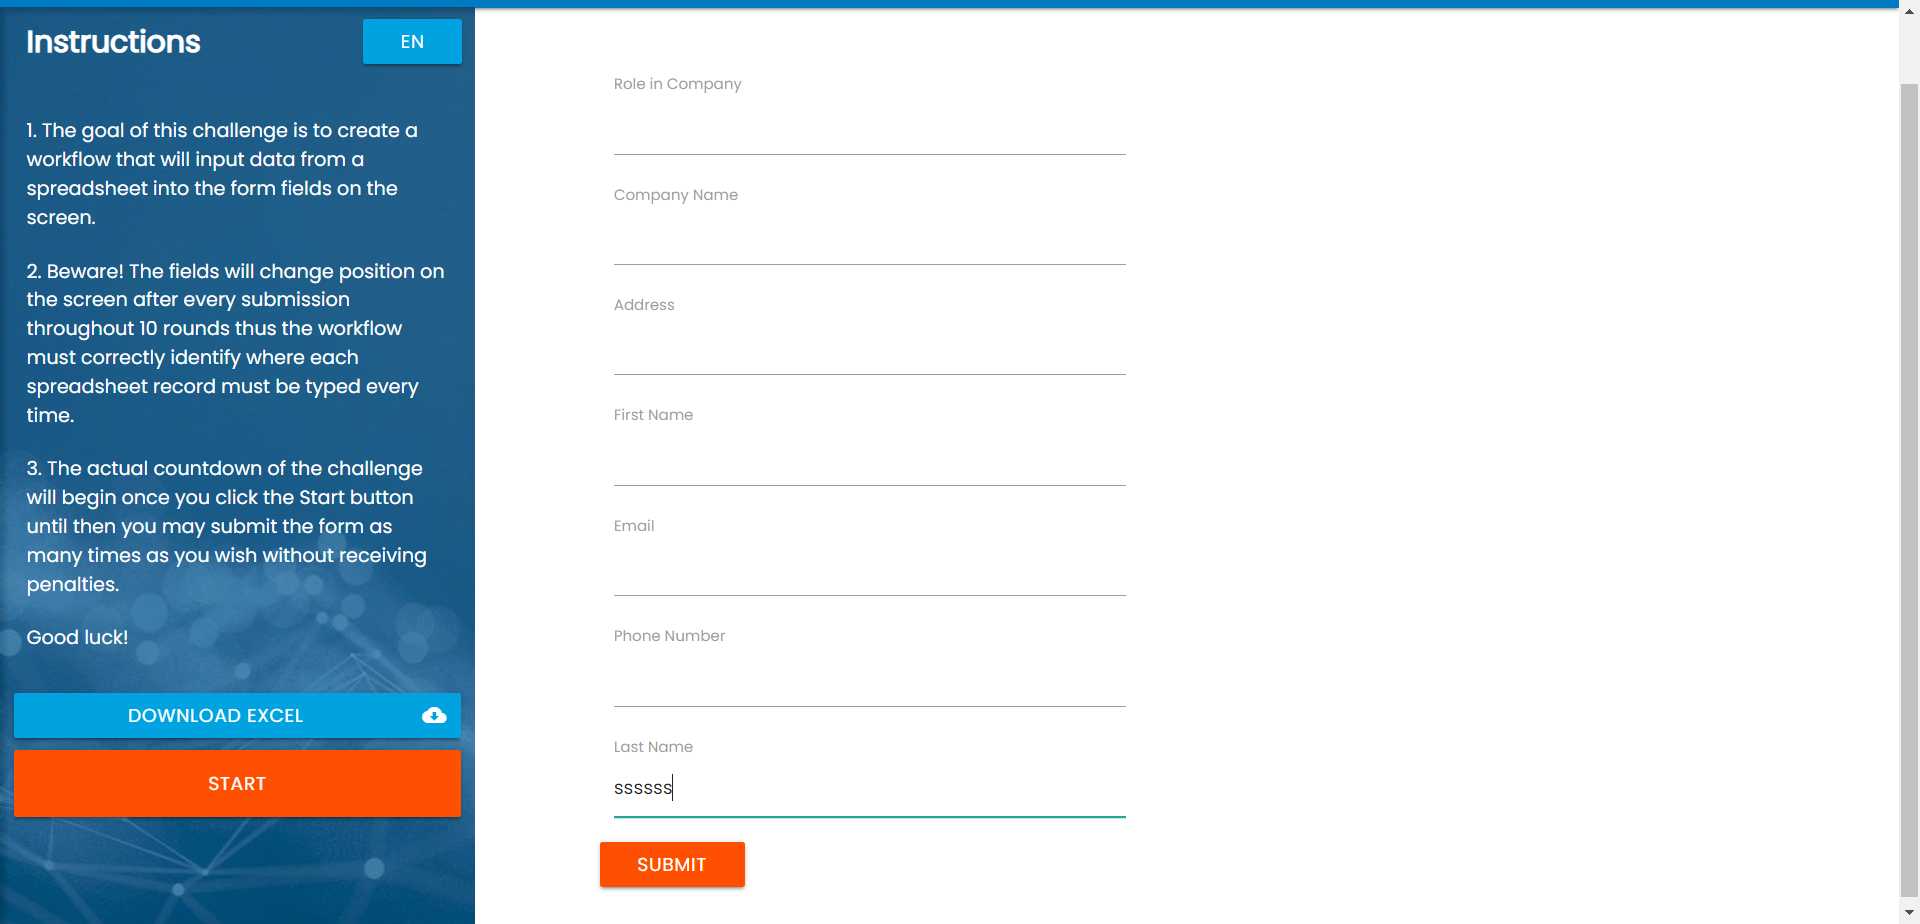 Instructions
EN
1. The goal of this challenge is to create a
workflow that will input data from a
spreadsheet into the form fields on the
screen.
2. Beware! The fields will change position on
the screen after every submission
throughout 10 rounds thus the workflow
must correctly identify where each
spreadsheet record must be typed every
time.
3. The actual countdown of the challenge
will begin once you click the Start button
until then you may submit the form as
many times as you wish without receiving
penalties.
Good luck!
DOWNLOAD EXCEL
START
Role in Company
Company Name
Address
First Name
Email
Phone Number
Last Name
ssssss
SUBMIT